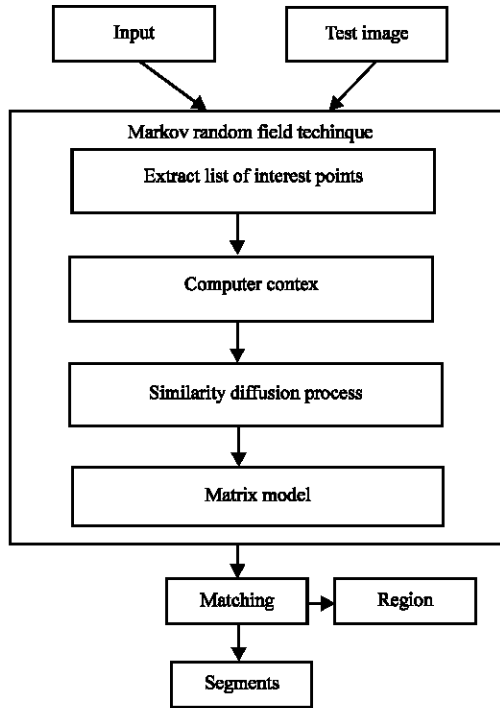 Input
Test image
Markov random field techinque
Extract list of interest points
Computer contex
Similarity diffusion process
Matrix model
Matching
Region
Segments